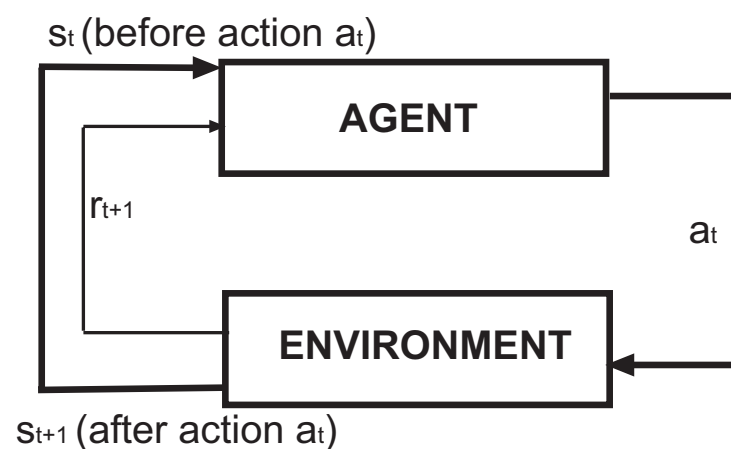 st (before action at)
AGENT
rt+1
at
ENVIRONMENT
st+1 (after action at)